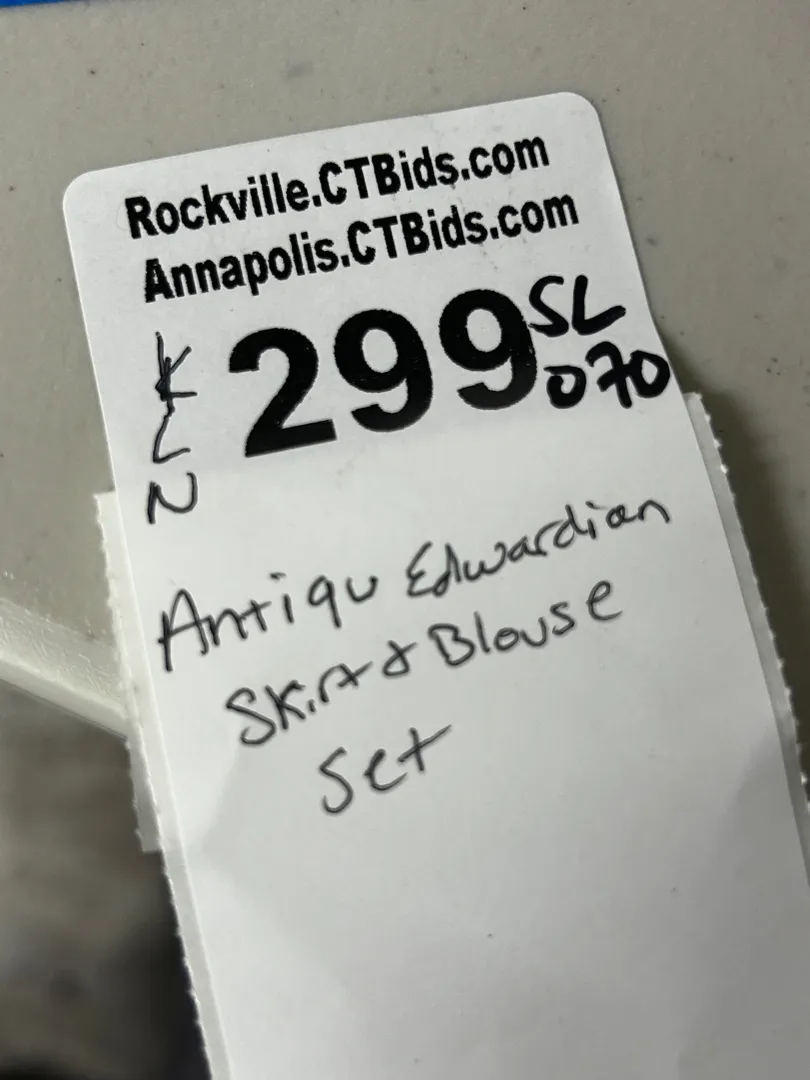 Rockville.CTBids.com
Annapolis.CTBids.com
KLN 299 SL 070
Antiqu Edwardian
Skirt & Blouse
Set